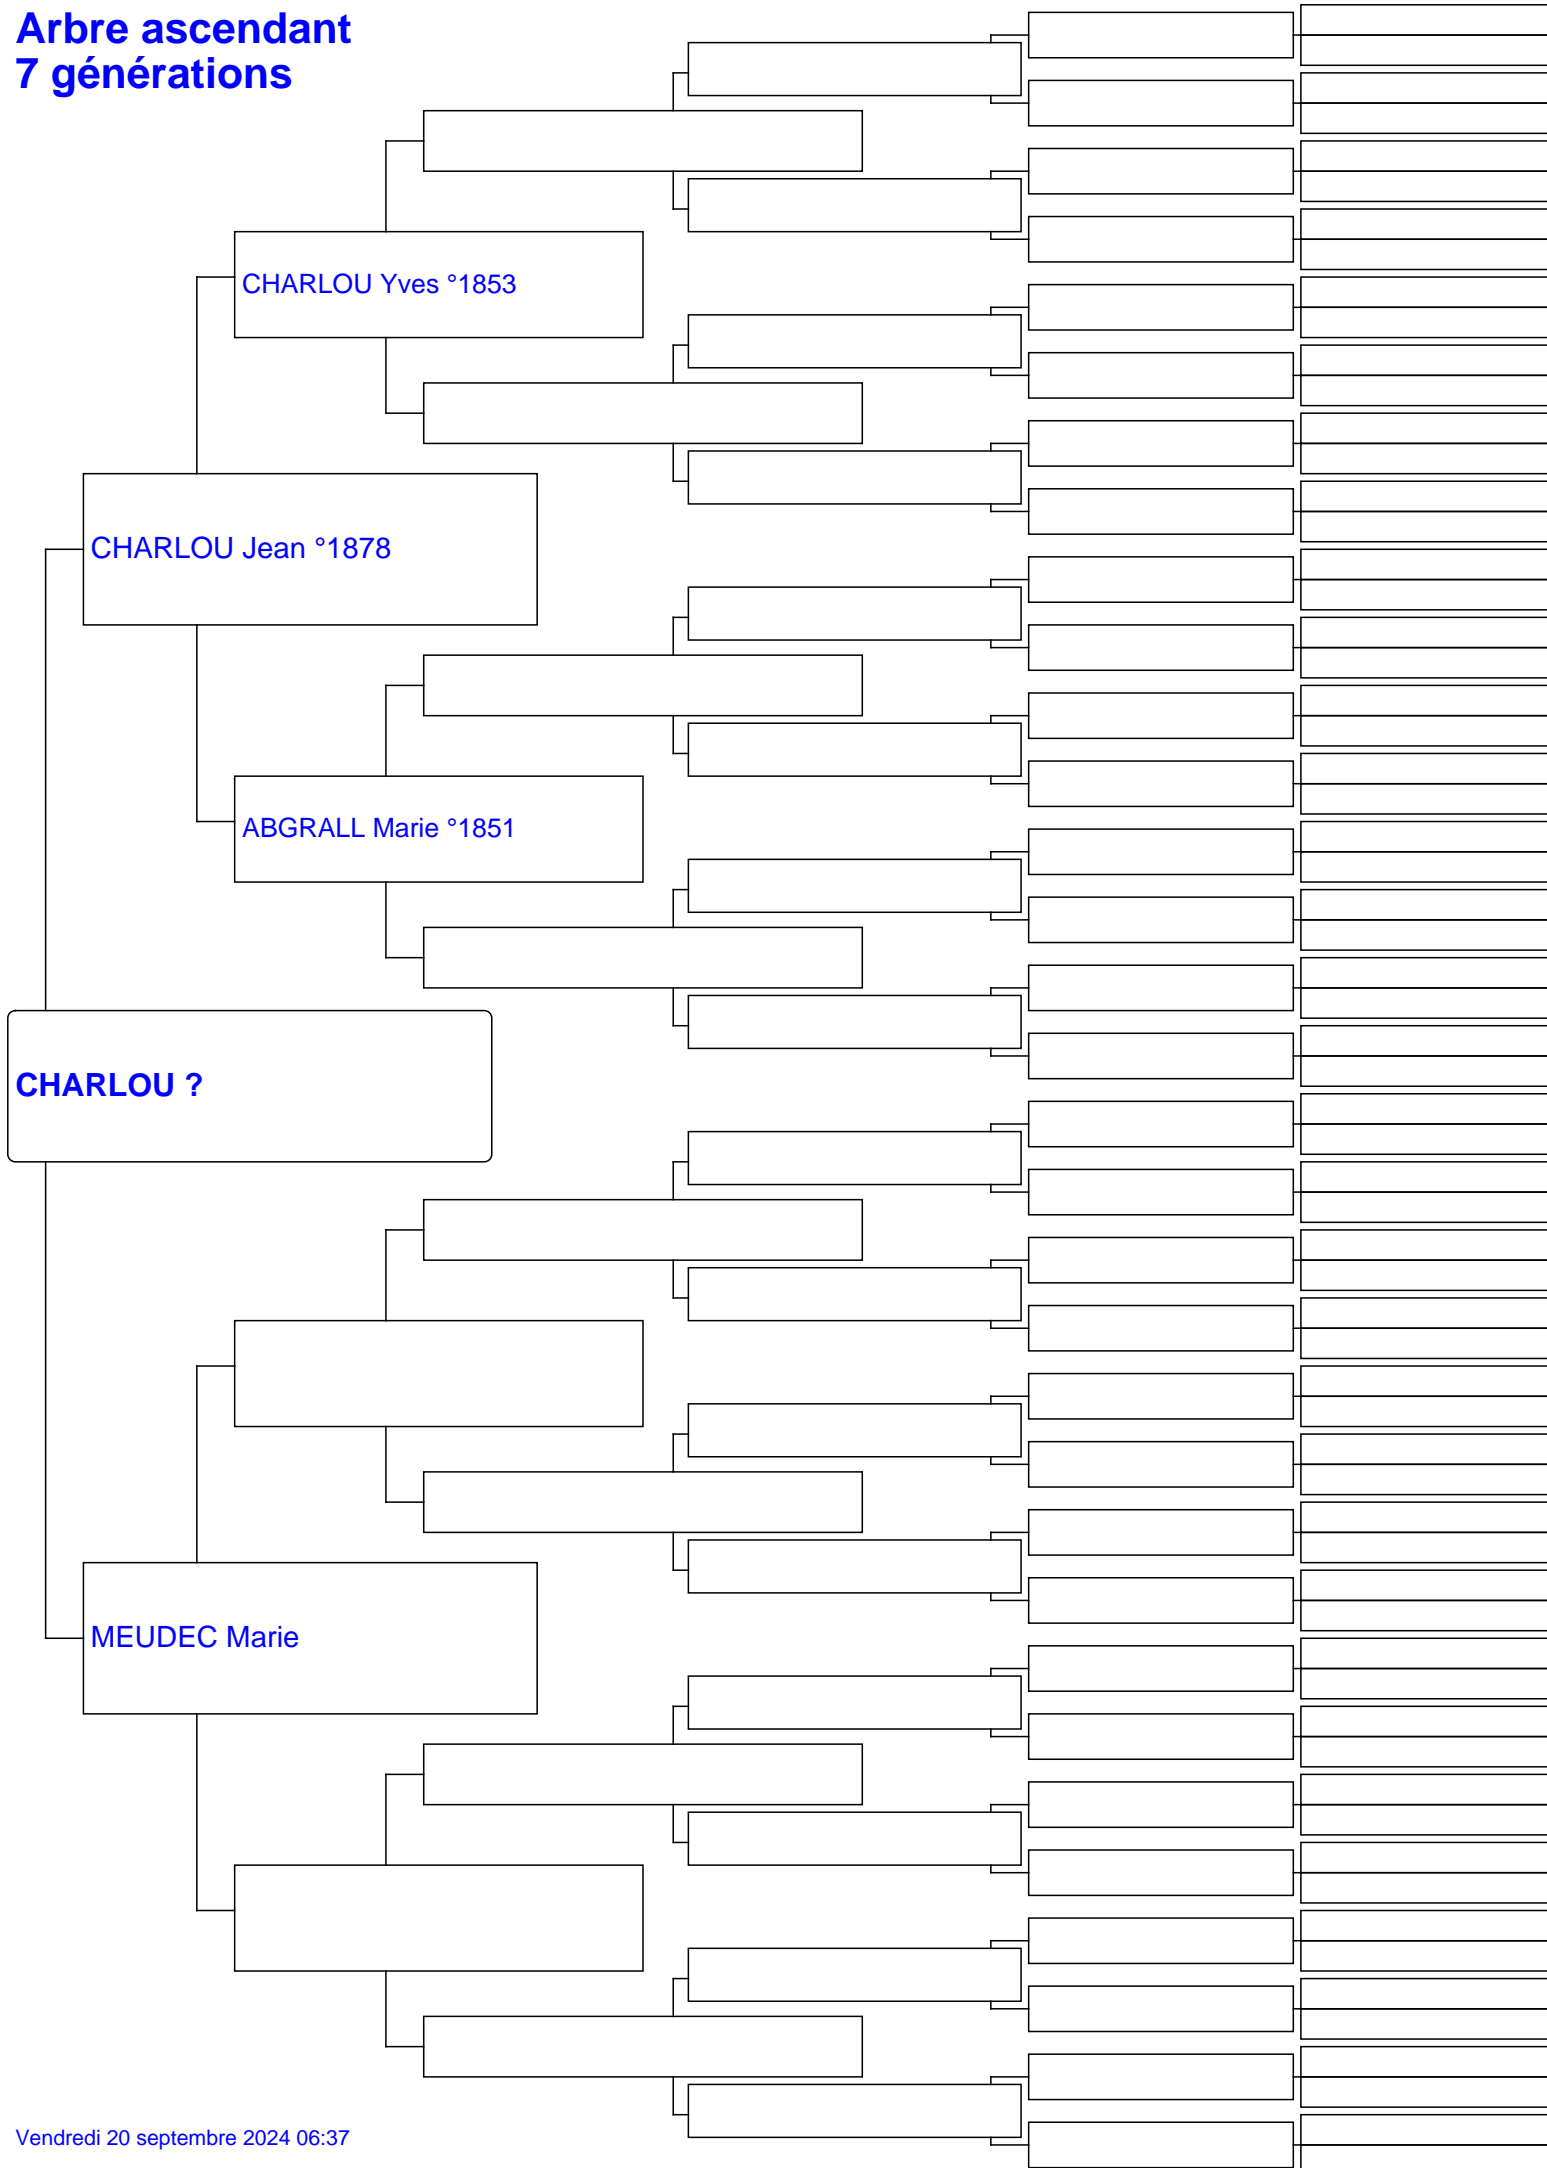 Arbre ascendant
7 générations
CHARLOU Yves °1853
CHARLOU Jean °1878
ABGRALL Marie °1851
CHARLOU ?
MEUDEC Marie
Vendredi 20 septembre 2024 06:37